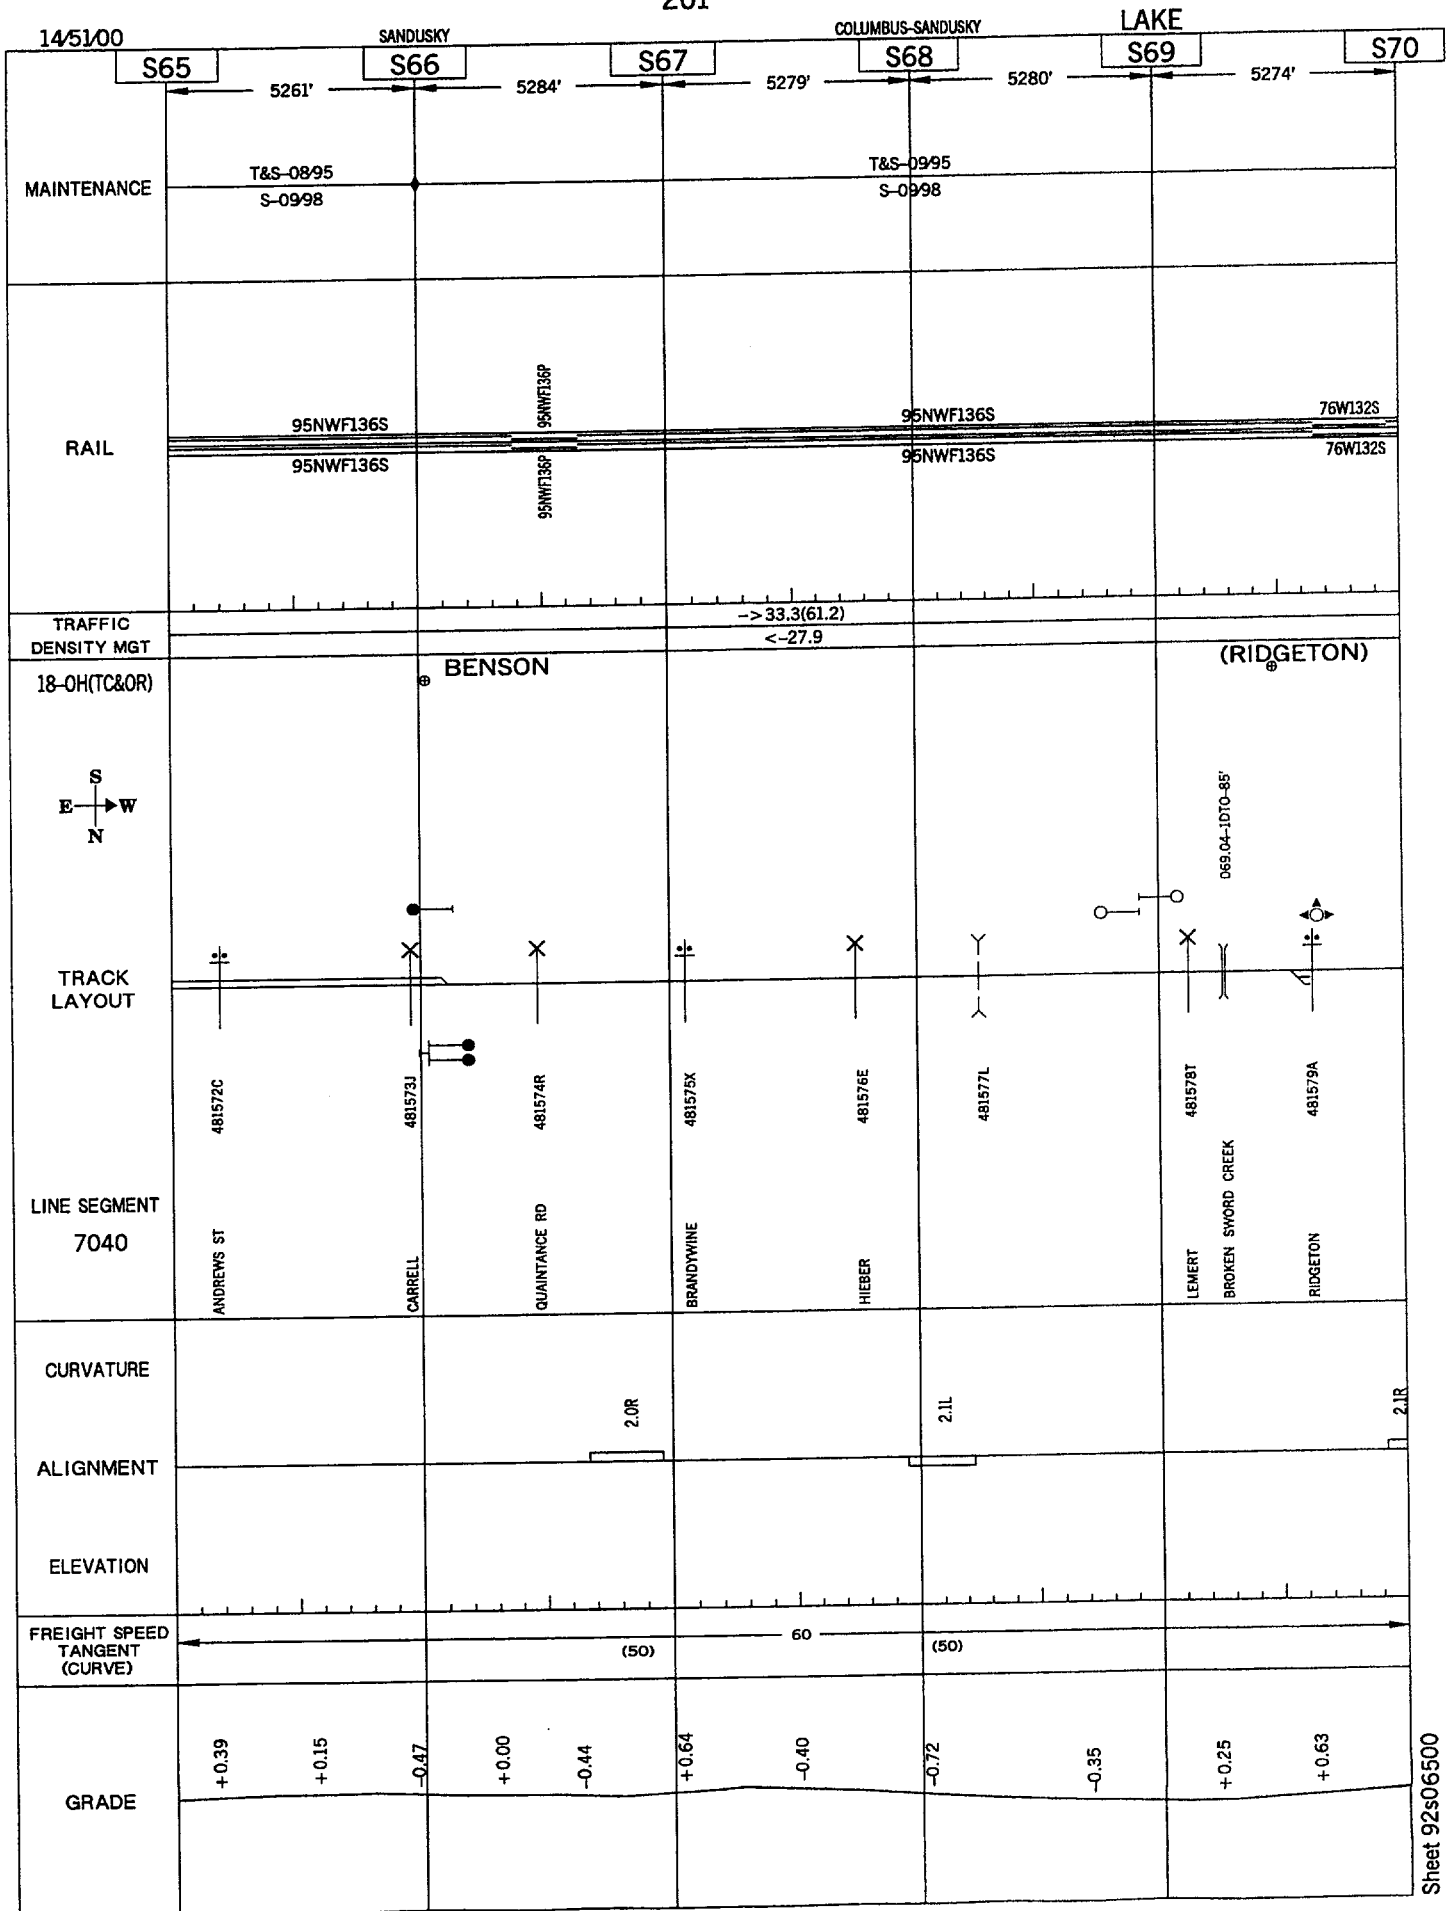 201
14/51/00 SANDUSKY COLUMBUS-SANDUSKY LAKE
S65 S66 S67 S68 S69 S70
5261' 5284' 5279' 5280' 5274'
MAINTENANCE
T&S-08/95
S-09/98
T&S-09/95
S-09/98
RAIL
95NWF136S 95NWF136P 95NWF136S 76W132S
95NWF136S 95NWF136P 95NWF136S 76W132S
TRAFFIC
DENSITY MGT
->33.3(61.2)
<-27.9
18-OH(TC&OR)
BENSON
(RIDGETON)
S
E W
N
069.04-1DTO-85'
TRACK
LAYOUT
481572C 481573J 481574R 481575X 481576E 481577L 481578T 481579A
LINE SEGMENT
7040
ANDREWS ST CARRELL QUAINTANCE RD BRANDYWINE HIEBER LEMERT BROKEN SWORD CREEK RIDGETON
CURVATURE
2.0R 2.1L 2.1R
ALIGNMENT
ELEVATION
FREIGHT SPEED
TANGENT
(CURVE)
60
(50) (50)
GRADE
+0.39 +0.15 -0.47 +0.00 -0.44 +0.64 -0.40 -0.72 -0.35 +0.25 +0.63
Sheet 92s06500